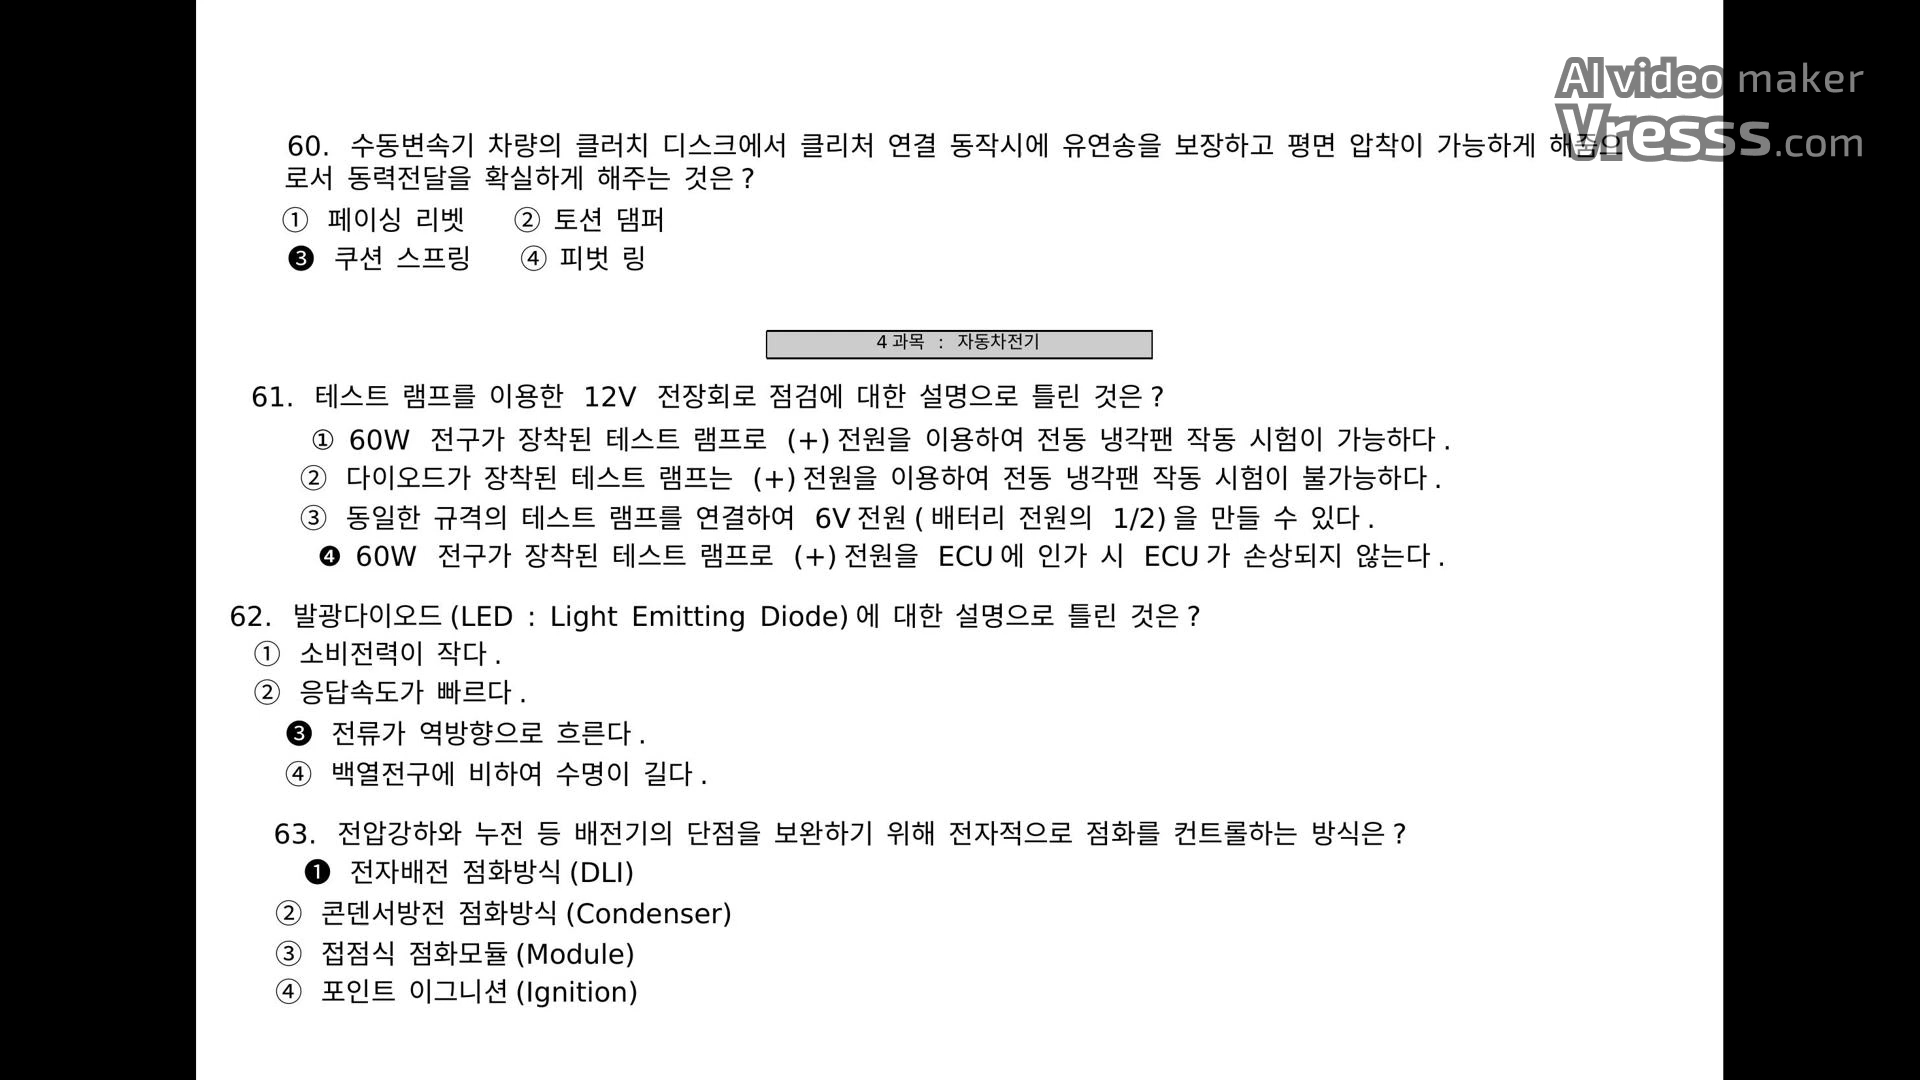 AI video maker
Vresss.com
60. 수동변속기 차량의 클러치 디스크에서 클리처 연결 동작시에 유연송을 보장하고 평면 압착이 가능하게 해줌으
로서 동력전달을 확실하게 해주는 것은?
① 페이싱 리벳 ② 토션 댐퍼
❸ 쿠션 스프링 ④ 피벗 링
4과목 : 자동차전기
61. 테스트 램프를 이용한 12V 전장회로 점검에 대한 설명으로 틀린 것은?
① 60W 전구가 장착된 테스트 램프로 (+)전원을 이용하여 전동 냉각팬 작동 시험이 가능하다.
② 다이오드가 장착된 테스트 램프는 (+)전원을 이용하여 전동 냉각팬 작동 시험이 불가능하다.
③ 동일한 규격의 테스트 램프를 연결하여 6V전원(배터리 전원의 1/2)을 만들 수 있다.
❹ 60W 전구가 장착된 테스트 램프로 (+)전원을 ECU에 인가 시 ECU가 손상되지 않는다.
62. 발광다이오드(LED : Light Emitting Diode)에 대한 설명으로 틀린 것은?
① 소비전력이 작다.
② 응답속도가 빠르다.
❸ 전류가 역방향으로 흐른다.
④ 백열전구에 비하여 수명이 길다.
63. 전압강하와 누전 등 배전기의 단점을 보완하기 위해 전자적으로 점화를 컨트롤하는 방식은?
❶ 전자배전 점화방식(DLI)
② 콘덴서방전 점화방식(Condenser)
③ 접점식 점화모듈(Module)
④ 포인트 이그니션(Ignition)